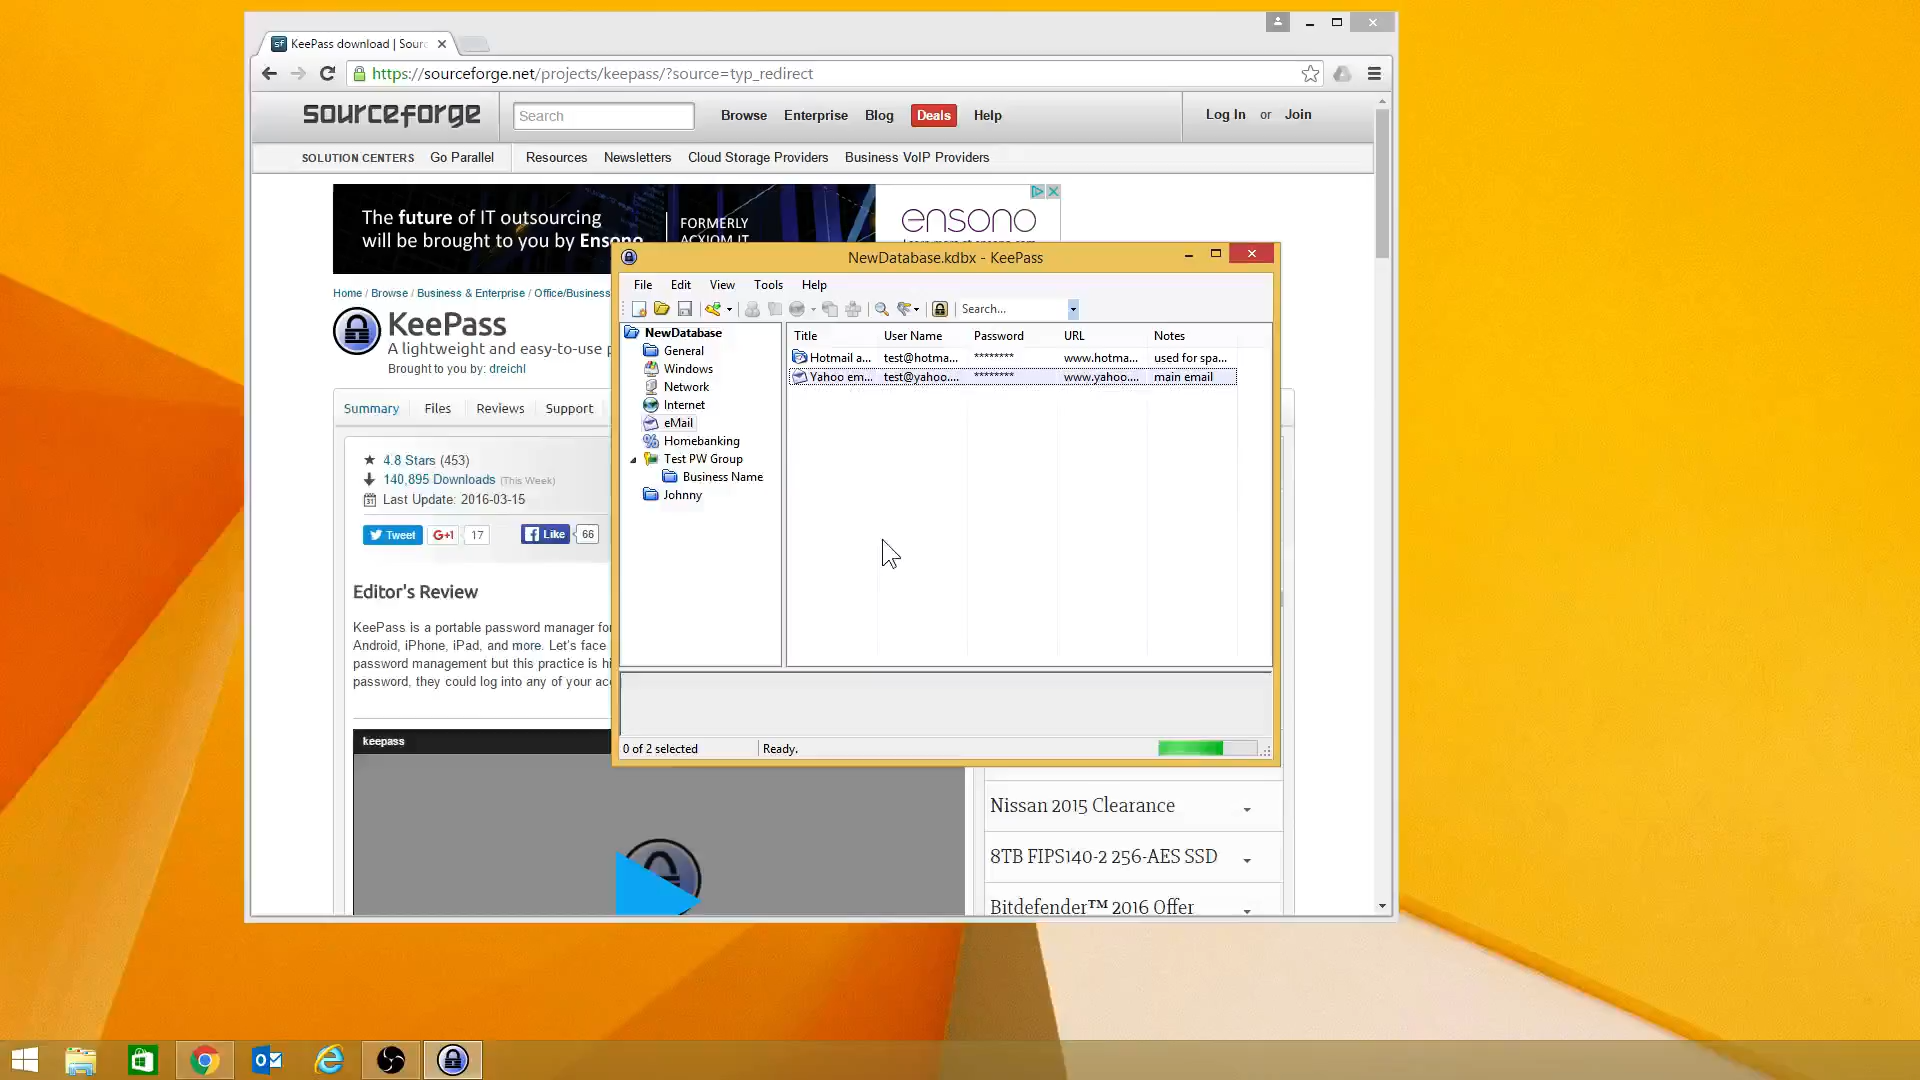 KeePass download | Sourc
https://sourceforge.net/projects/keepass/?source=typ_redirect
sourceforge
Search
Browse
Enterprise
Blog
Deals
Help
Log In or Join
SOLUTION CENTERS
Go Parallel
Resources
Newsletters
Cloud Storage Providers
Business VoIP Providers
The future of IT outsourcing
will be brought to you by Ensono
FORMERLY
ACXIOM IT
ensono
Home / Browse / Business & Enterprise / Office/Business
KeePass
A lightweight and easy-to-use p
Brought to you by: dreichl
Summary
Files
Reviews
Support
4.8 Stars (453)
140,895 Downloads (This Week)
Last Update: 2016-03-15
Tweet
G+1
17
Like
66
Editor's Review
KeePass is a portable password manager for
Android, iPhone, iPad, and more. Let's face
password management but this practice is hi
password, they could log into any of your acc
keepass
NewDatabase.kdbx - KeePass
File
Edit
View
Tools
Help
Search...
NewDatabase
General
Windows
Network
Internet
eMail
Homebanking
Test PW Group
Business Name
Johnny
Title
User Name
Password
URL
Notes
Hotmail a...
test@hotma...
********
www.hotma...
used for spa...
Yahoo em...
test@yahoo....
********
www.yahoo....
main email
0 of 2 selected
Ready.
Nissan 2015 Clearance
8TB FIPS140-2 256-AES SSD
Bitdefender™ 2016 Offer